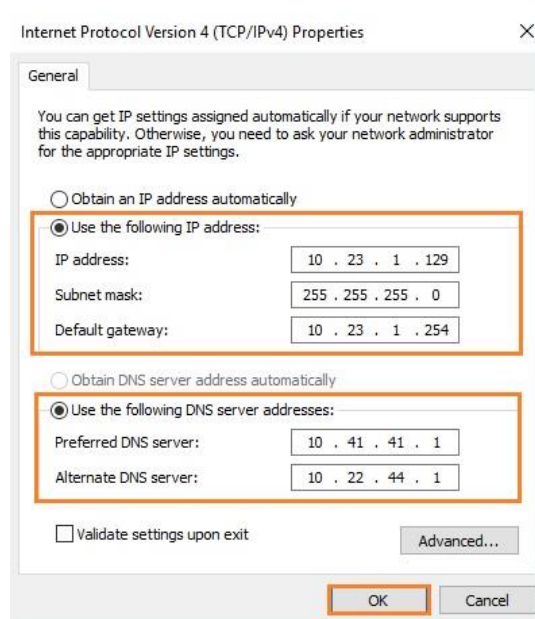 Internet Protocol Version 4 (TCP/IPv4) Properties
General
You can get IP settings assigned automatically if your network supports
this capability. Otherwise, you need to ask your network administrator
for the appropriate IP settings.
Obtain an IP address automatically
Use the following IP address:
IP address: 10 . 23 . 1 . 129
Subnet mask: 255 . 255 . 255 . 0
Default gateway: 10 . 23 . 1 . 254
Obtain DNS server address automatically
Use the following DNS server addresses:
Preferred DNS server: 10 . 41 . 41 . 1
Alternate DNS server: 10 . 22 . 44 . 1
Validate settings upon exit
Advanced...
OK Cancel